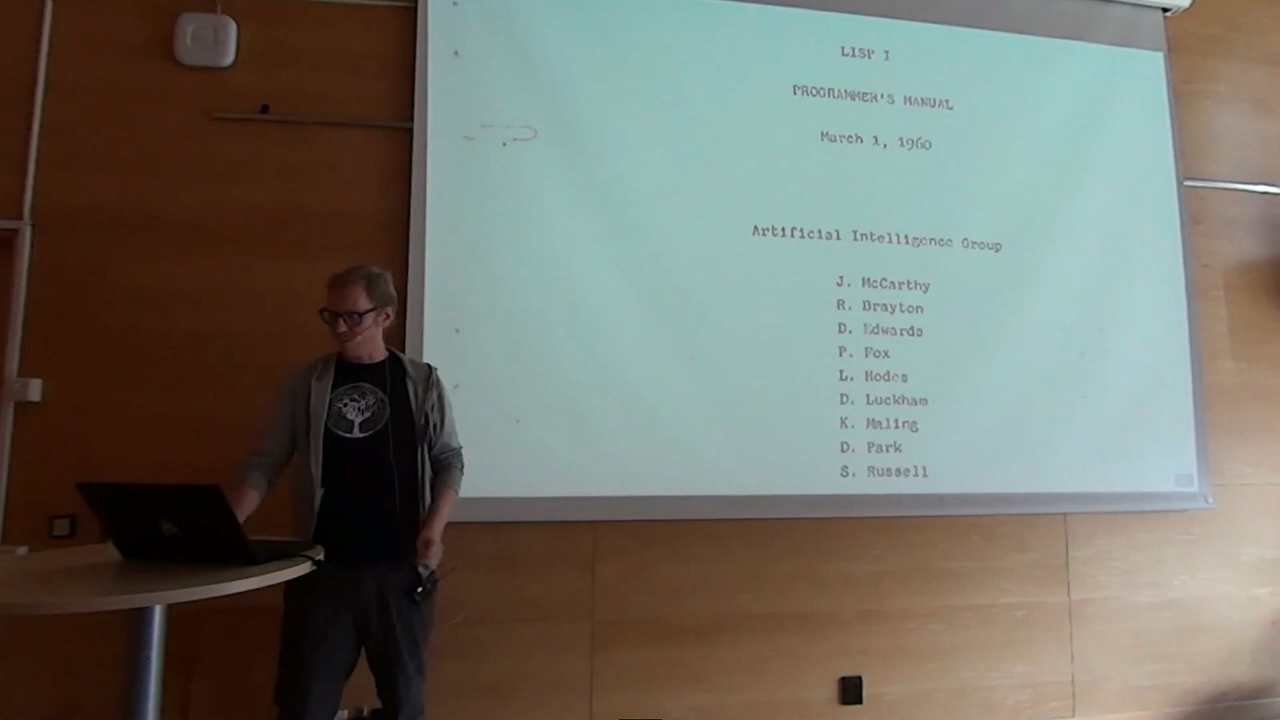 LISP I
PROGRAMMER'S MANUAL
March 1, 1960
Artificial Intelligence Group
J. McCarthy
R. Brayton
D. Edwards
P. Fox
L. Hodes
D. Luckham
K. Maling
D. Park
S. Russell